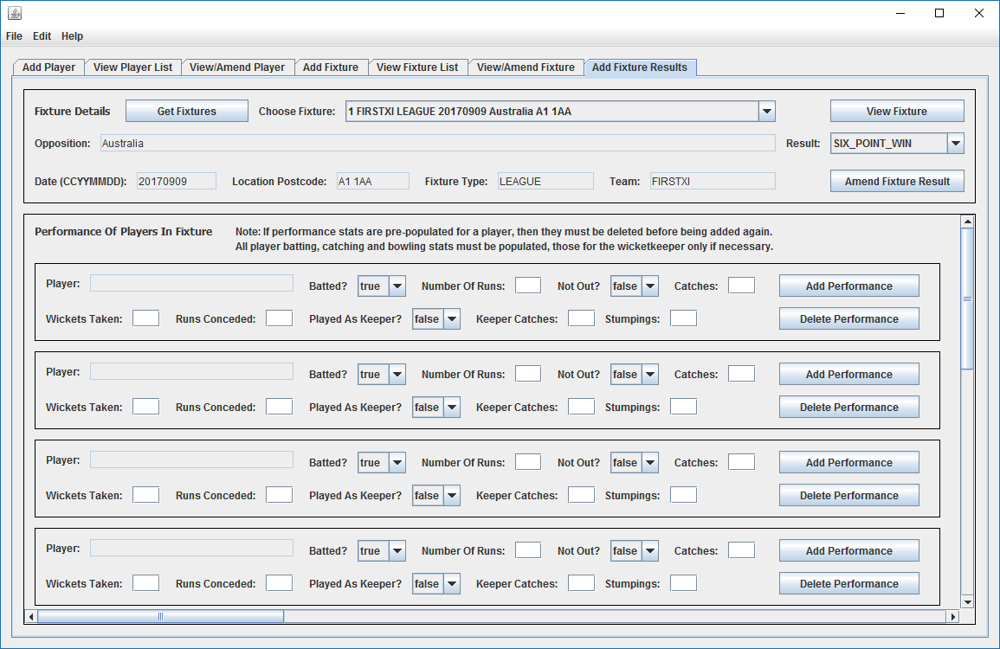 File Edit Help
Add Player View Player List View/Amend Player Add Fixture View Fixture List View/Amend Fixture Add Fixture Results
Fixture Details Get Fixtures Choose Fixture: 1 FIRSTXI LEAGUE 20170909 Australia A1 1AA View Fixture
Opposition: Australia Result: SIX_POINT_WIN
Date (CCYYMMDD): 20170909 Location Postcode: A1 1AA Fixture Type: LEAGUE Team: FIRSTXI Amend Fixture Result
Performance Of Players In Fixture Note: If performance stats are pre-populated for a player, then they must be deleted before being added again.
All player batting, catching and bowling stats must be populated, those for the wicketkeeper only if necessary.
Player: Batted? true Number Of Runs: Not Out? false Catches: Add Performance
Wickets Taken: Runs Conceded: Played As Keeper? false Keeper Catches: Stumpings: Delete Performance
Player: Batted? true Number Of Runs: Not Out? false Catches: Add Performance
Wickets Taken: Runs Conceded: Played As Keeper? false Keeper Catches: Stumpings: Delete Performance
Player: Batted? true Number Of Runs: Not Out? false Catches: Add Performance
Wickets Taken: Runs Conceded: Played As Keeper? false Keeper Catches: Stumpings: Delete Performance
Player: Batted? true Number Of Runs: Not Out? false Catches: Add Performance
Wickets Taken: Runs Conceded: Played As Keeper? false Keeper Catches: Stumpings: Delete Performance